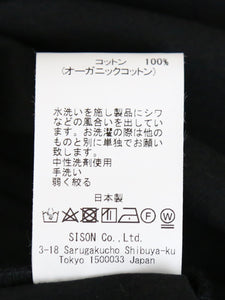 コットン 100%
(オーガニックコットン)
水洗いを施し製品にシワ
などの風合いを出してい
ます。お洗濯の際は他の
ものと別に単独でお願い
致します。
中性洗剤使用
手洗い
弱く絞る
日本製
SISON Co.,Ltd.
3-18 Sarugakucho Shibuya-ku
Tokyo 1500033 Japan